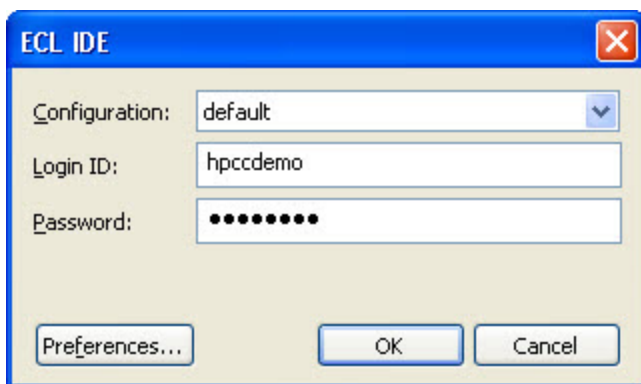 ECL IDE
Configuration: default
Login ID: hpccdemo
Password: ●●●●●●●●
Preferences... OK Cancel